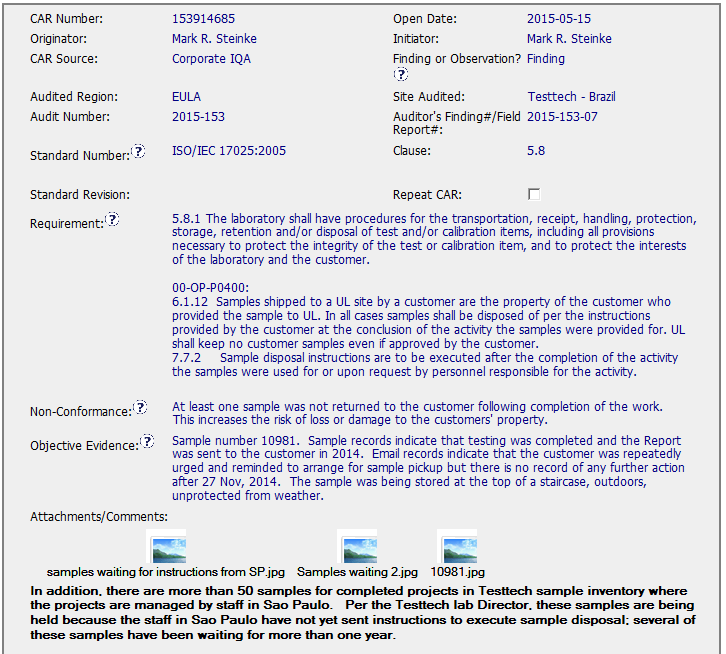 CAR Number: 153914685 Open Date: 2015-05-15
Originator: Mark R. Steinke Initiator: Mark R. Steinke
CAR Source: Corporate IQA Finding or Observation? Finding
?
Audited Region: EULA Site Audited: Testtech - Brazil
Audit Number: 2015-153 Auditor's Finding#/Field 2015-153-07
Report#:
Standard Number: ? ISO/IEC 17025:2005 Clause: 5.8
Standard Revision: Repeat CAR:
Requirement: ? 5.8.1 The laboratory shall have procedures for the transportation, receipt, handling, protection,
storage, retention and/or disposal of test and/or calibration items, including all provisions
necessary to protect the integrity of the test or calibration item, and to protect the interests
of the laboratory and the customer.
00-OP-P0400:
6.1.12 Samples shipped to a UL site by a customer are the property of the customer who
provided the sample to UL. In all cases samples shall be disposed of per the instructions
provided by the customer at the conclusion of the activity the samples were provided for. UL
shall keep no customer samples even if approved by the customer.
7.7.2 Sample disposal instructions are to be executed after the completion of the activity
the samples were used for or upon request by personnel responsible for the activity.
Non-Conformance: ? At least one sample was not returned to the customer following completion of the work.
This increases the risk of loss or damage to the customers' property.
Objective Evidence: ? Sample number 10981. Sample records indicate that testing was completed and the Report
was sent to the customer in 2014. Email records indicate that the customer was repeatedly
urged and reminded to arrange for sample pickup but there is no record of any further action
after 27 Nov, 2014. The sample was being stored at the top of a staircase, outdoors,
unprotected from weather.
Attachments/Comments:
samples waiting for instructions from SP.jpg Samples waiting 2.jpg 10981.jpg
In addition, there are more than 50 samples for completed projects in Testtech sample inventory where
the projects are managed by staff in Sao Paulo. Per the Testtech lab Director, these samples are being
held because the staff in Sao Paulo have not yet sent instructions to execute sample disposal; several of
these samples have been waiting for more than one year.